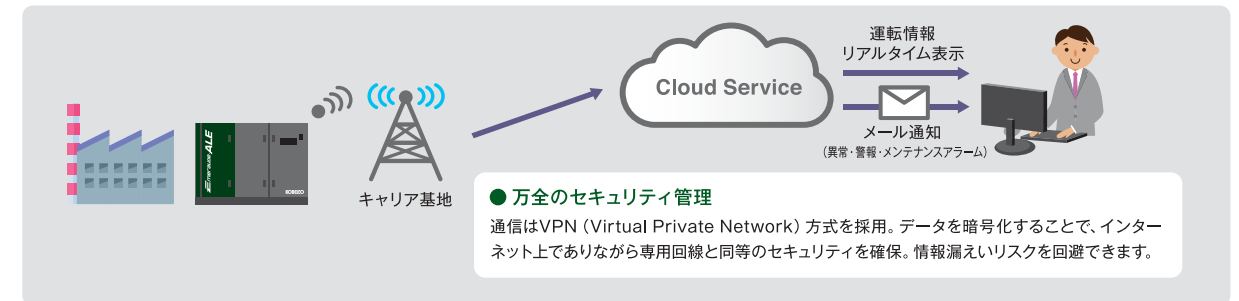 運転情報
リアルタイム表示
Cloud Service
メール通知
(異常・警報・メンテナンスアラーム)
Emeraude ALE
KOBELCO
キャリア基地
● 万全のセキュリティ管理
通信はVPN(Virtual Private Network)方式を採用。データを暗号化することで、インター
ネット上でありながら専用回線と同等のセキュリティを確保。情報漏えいリスクを回避できます。